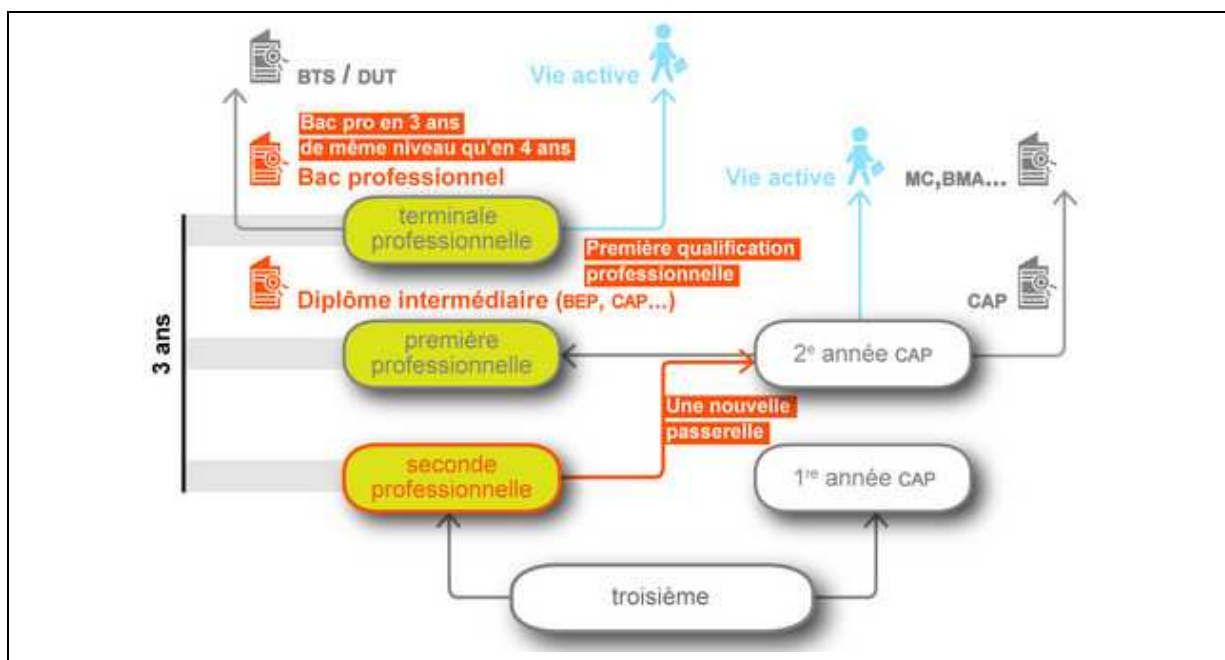 BTS / DUT
Vie active
Bac pro en 3 ans
de même niveau qu'en 4 ans
Bac professionnel
Vie active
MC,BMA...
terminale
professionnelle
Première qualification
professionnelle
Diplôme intermédiaire (BEP, CAP...)
CAP
3 ans
première
professionnelle
2e année CAP
Une nouvelle
passerelle
seconde
professionnelle
1re année CAP
troisième